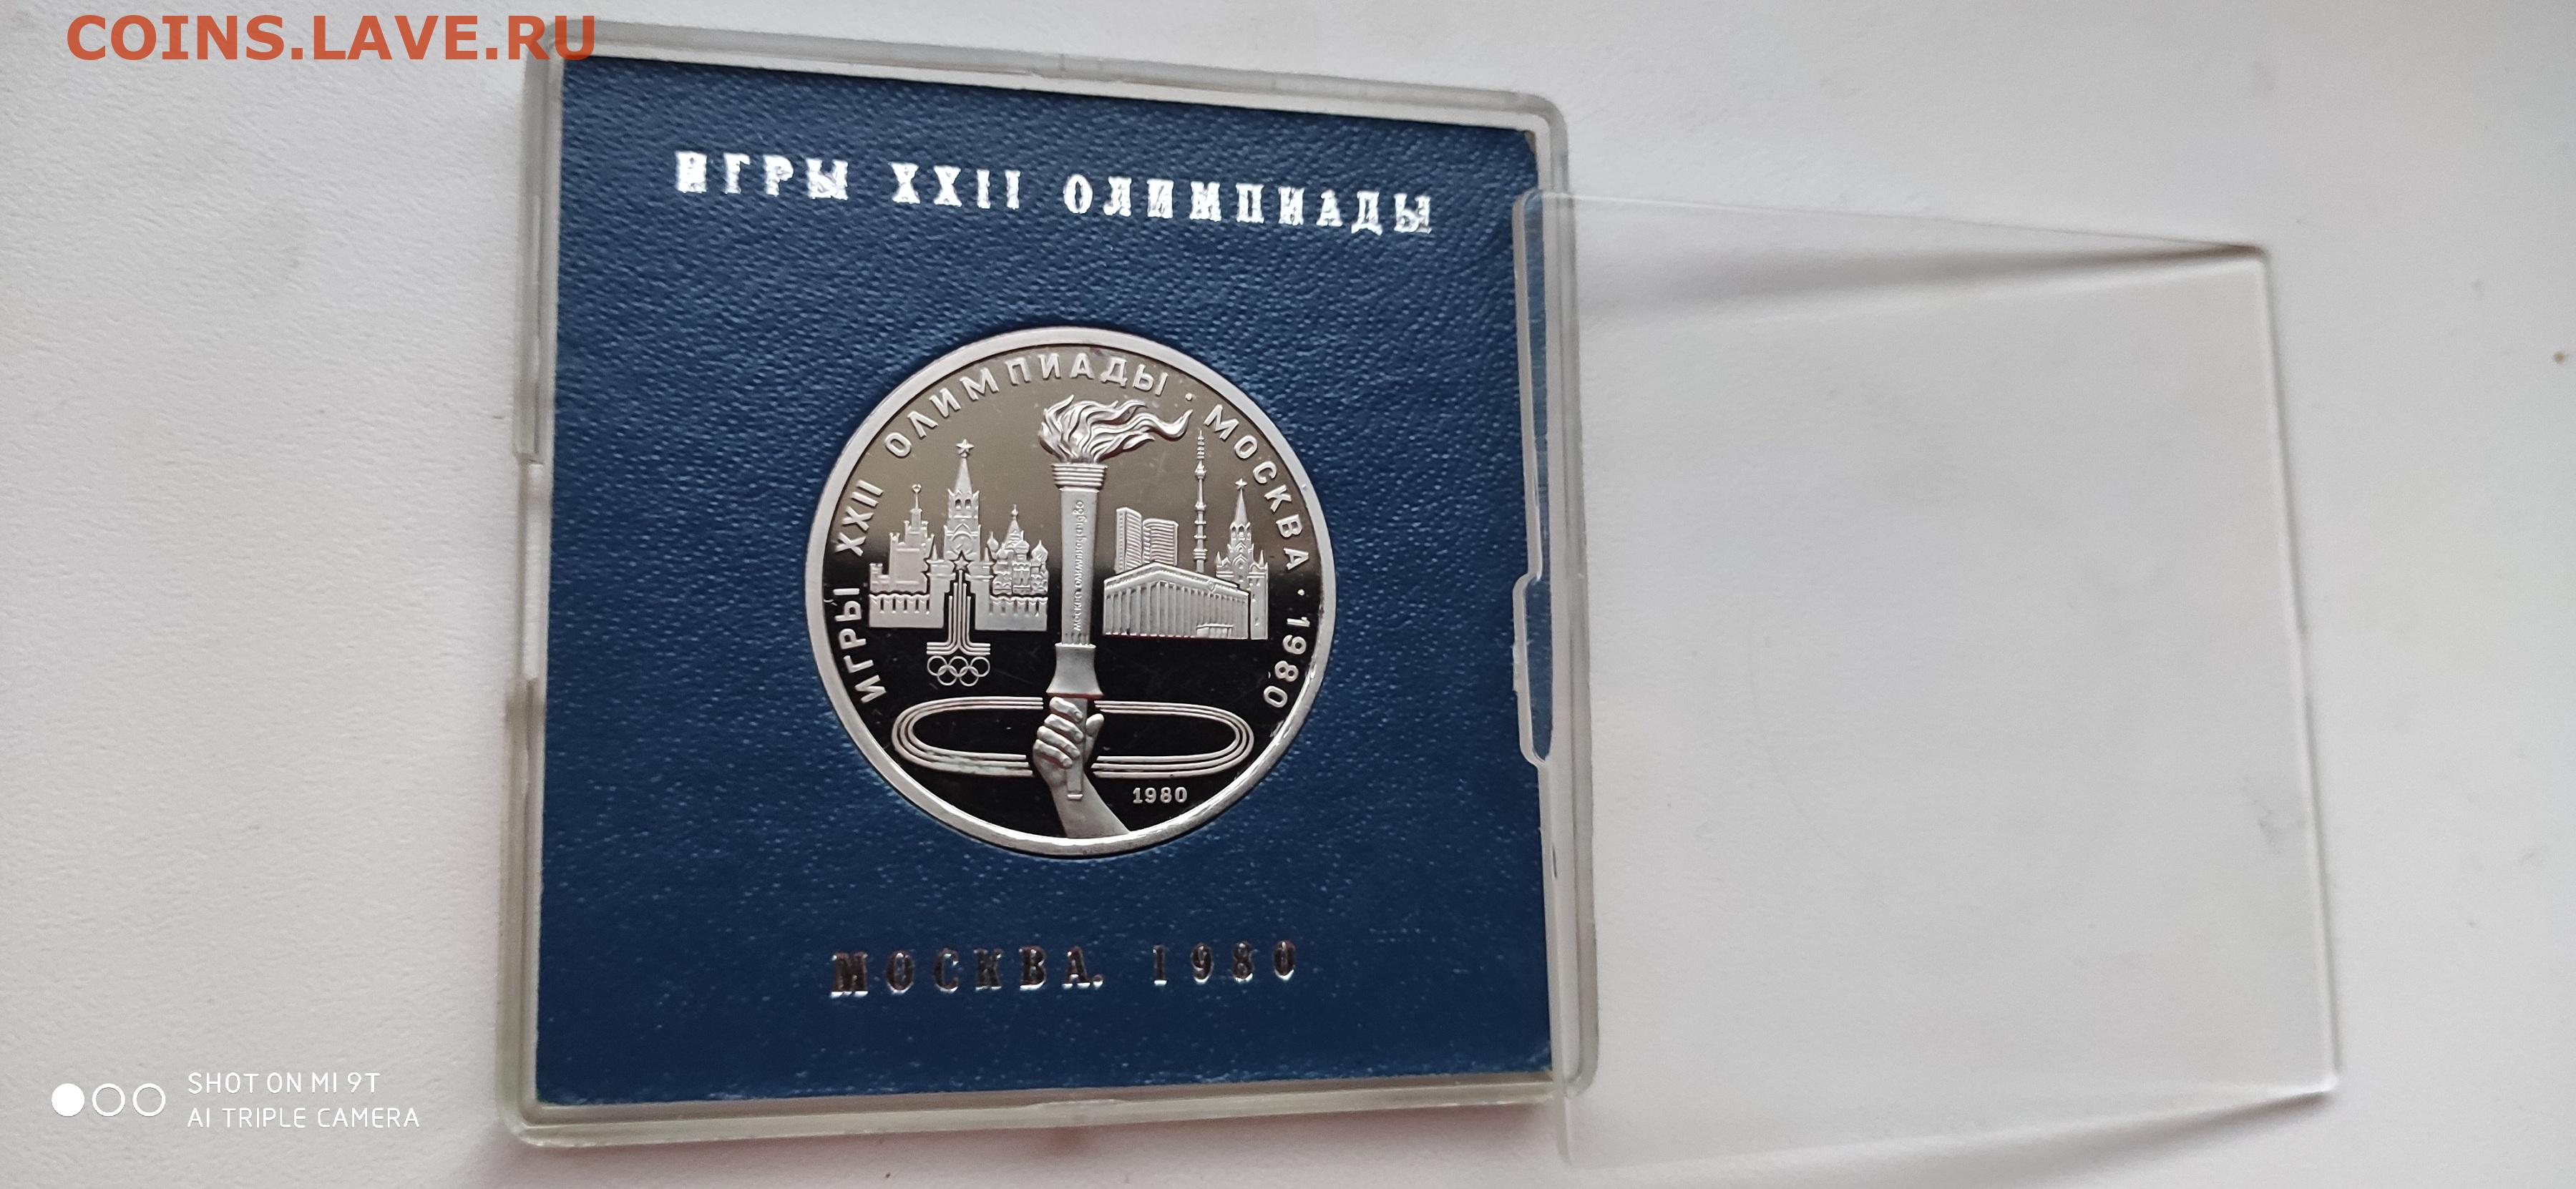 COINS.LAVE.RU
ИГРЫ XXII ОЛИМПИАДЫ
ИГРЫ XXII ОЛИМПИАДЫ · МОСКВА · 1980
1980
МОСКВА. 1980
SHOT ON MI 9T
AI TRIPLE CAMERA